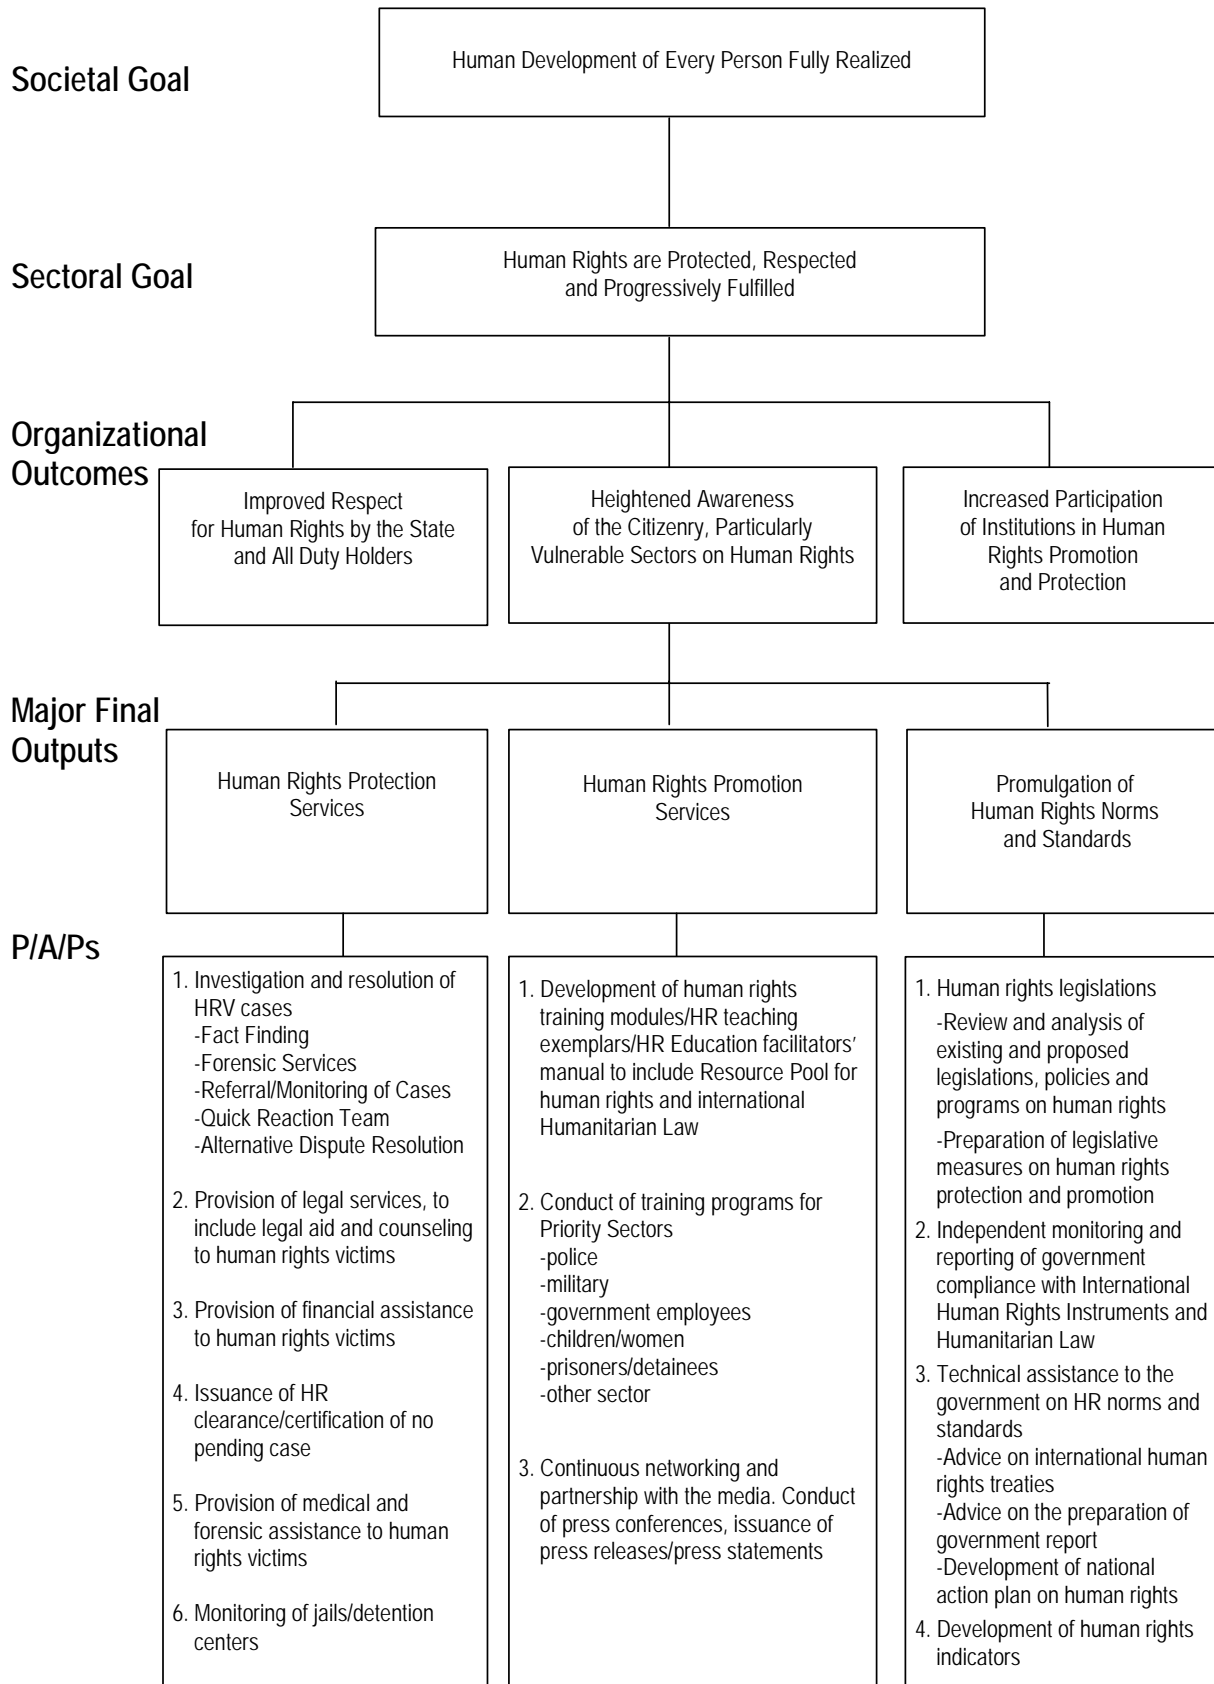 Societal Goal
Human Development of Every Person Fully Realized
Sectoral Goal
Human Rights are Protected, Respected
and Progressively Fulfilled
Organizational
Outcomes
Improved Respect
for Human Rights by the State
and All Duty Holders
Heightened Awareness
of the Citizenry, Particularly
Vulnerable Sectors on Human Rights
Increased Participation
of Institutions in Human
Rights Promotion
and Protection
Major Final
Outputs
Human Rights Protection
Services
Human Rights Promotion
Services
Promulgation of
Human Rights Norms
and Standards
P/A/Ps
1. Investigation and resolution of
HRV cases
-Fact Finding
-Forensic Services
-Referral/Monitoring of Cases
-Quick Reaction Team
-Alternative Dispute Resolution
2. Provision of legal services, to
include legal aid and counseling
to human rights victims
3. Provision of financial assistance
to human rights victims
4. Issuance of HR
clearance/certification of no
pending case
5. Provision of medical and
forensic assistance to human
rights victims
6. Monitoring of jails/detention
centers
1. Development of human rights
training modules/HR teaching
exemplars/HR Education facilitators’
manual to include Resource Pool for
human rights and international
Humanitarian Law
2. Conduct of training programs for
Priority Sectors
-police
-military
-government employees
-children/women
-prisoners/detainees
-other sector
3. Continuous networking and
partnership with the media. Conduct
of press conferences, issuance of
press releases/press statements
1. Human rights legislations
-Review and analysis of
existing and proposed
legislations, policies and
programs on human rights
-Preparation of legislative
measures on human rights
protection and promotion
2. Independent monitoring and
reporting of government
compliance with International
Human Rights Instruments and
Humanitarian Law
3. Technical assistance to the
government on HR norms and
standards
-Advice on international human
rights treaties
-Advice on the preparation of
government report
-Development of national
action plan on human rights
4. Development of human rights
indicators